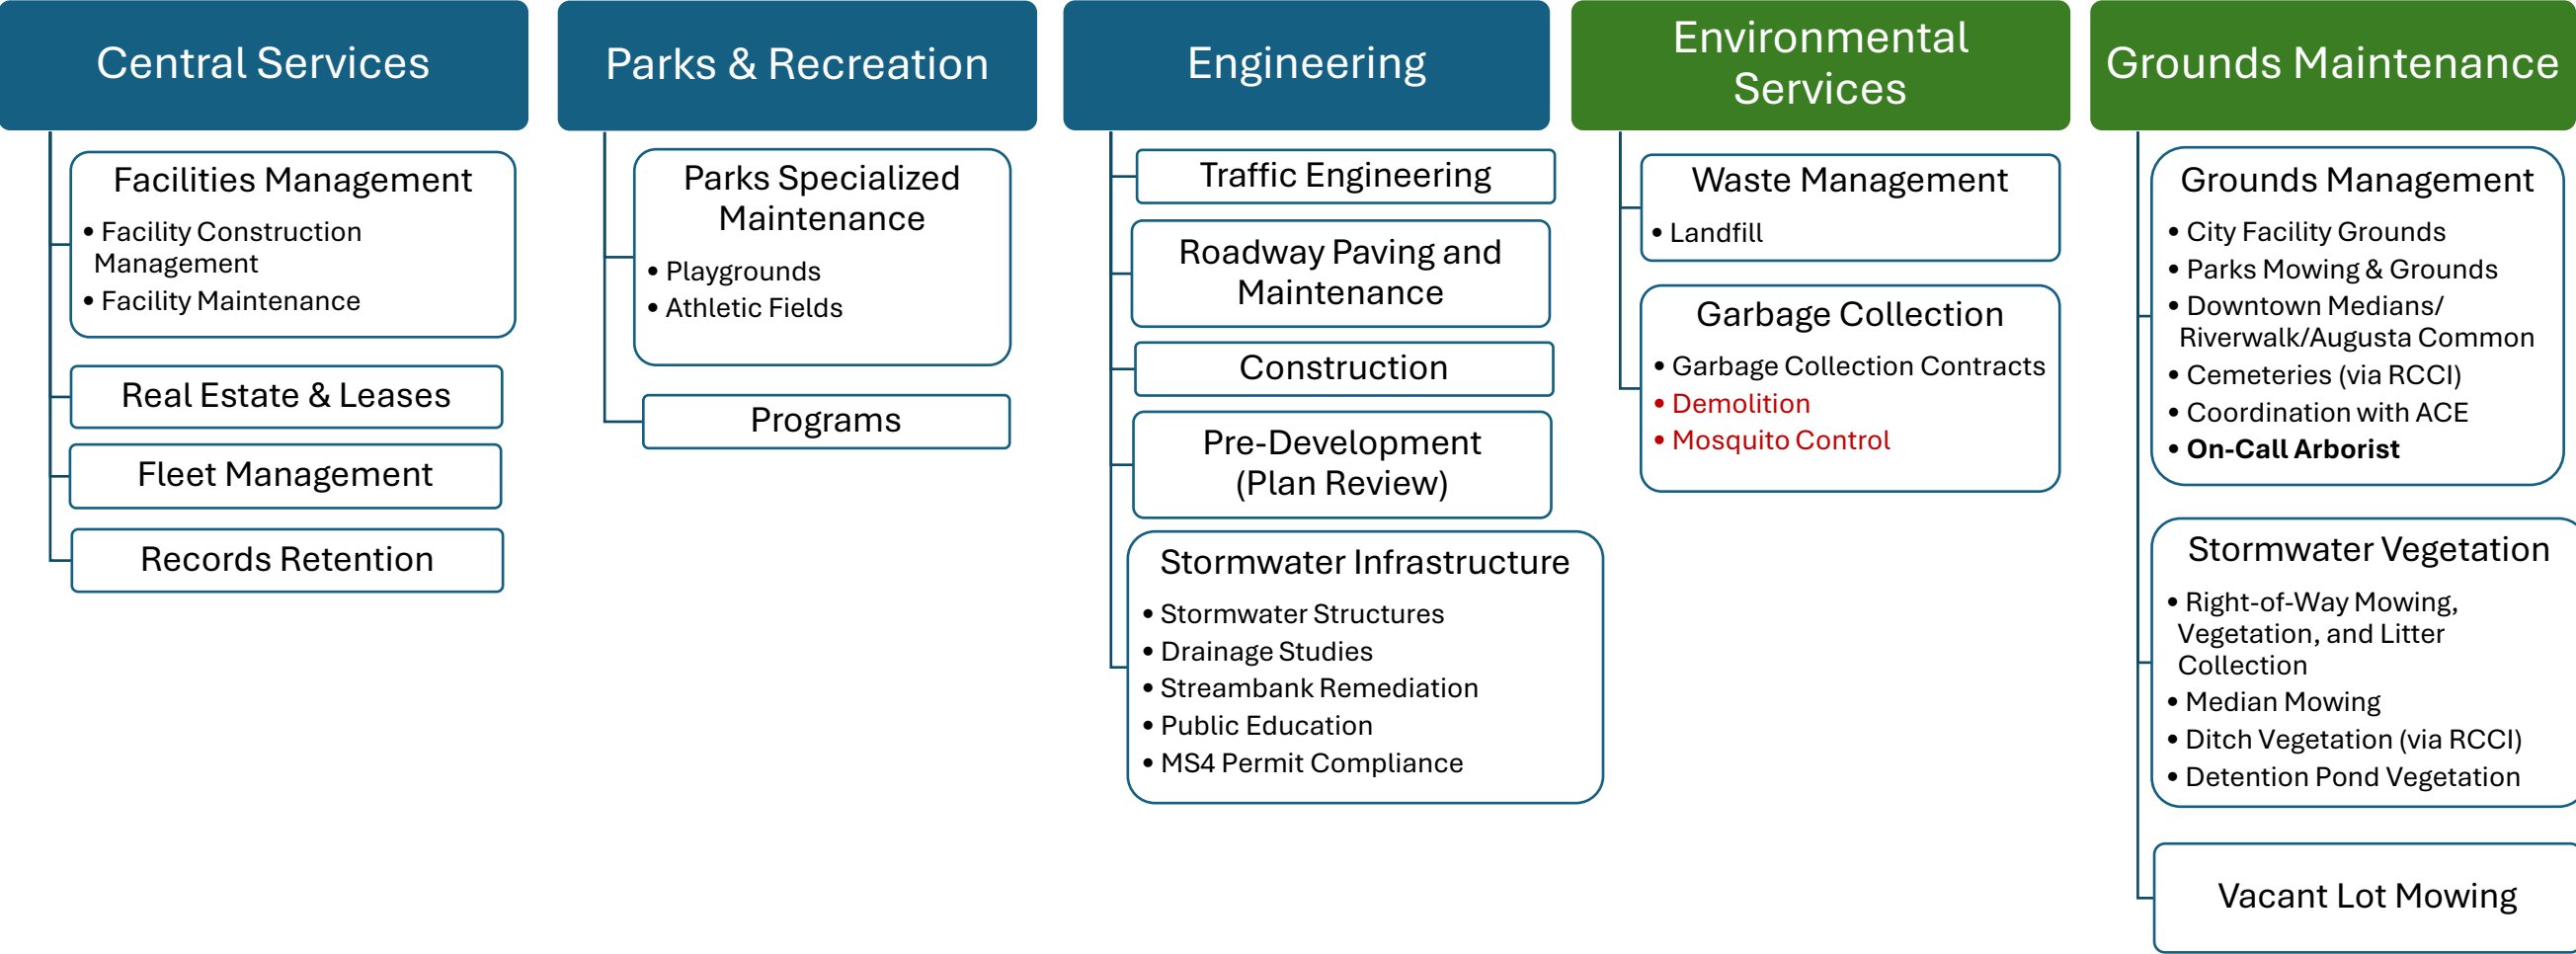 Central Services
Facilities Management
• Facility Construction
Management
• Facility Maintenance
Real Estate & Leases
Fleet Management
Records Retention
Parks & Recreation
Parks Specialized
Maintenance
• Playgrounds
• Athletic Fields
Programs
Engineering
Traffic Engineering
Roadway Paving and
Maintenance
Construction
Pre-Development
(Plan Review)
Stormwater Infrastructure
• Stormwater Structures
• Drainage Studies
• Streambank Remediation
• Public Education
• MS4 Permit Compliance
Environmental
Services
Waste Management
• Landfill
Garbage Collection
• Garbage Collection Contracts
• Demolition
• Mosquito Control
Grounds Maintenance
Grounds Management
• City Facility Grounds
• Parks Mowing & Grounds
• Downtown Medians/
Riverwalk/Augusta Common
• Cemeteries (via RCCI)
• Coordination with ACE
• On-Call Arborist
Stormwater Vegetation
• Right-of-Way Mowing,
Vegetation, and Litter
Collection
• Median Mowing
• Ditch Vegetation (via RCCI)
• Detention Pond Vegetation
Vacant Lot Mowing